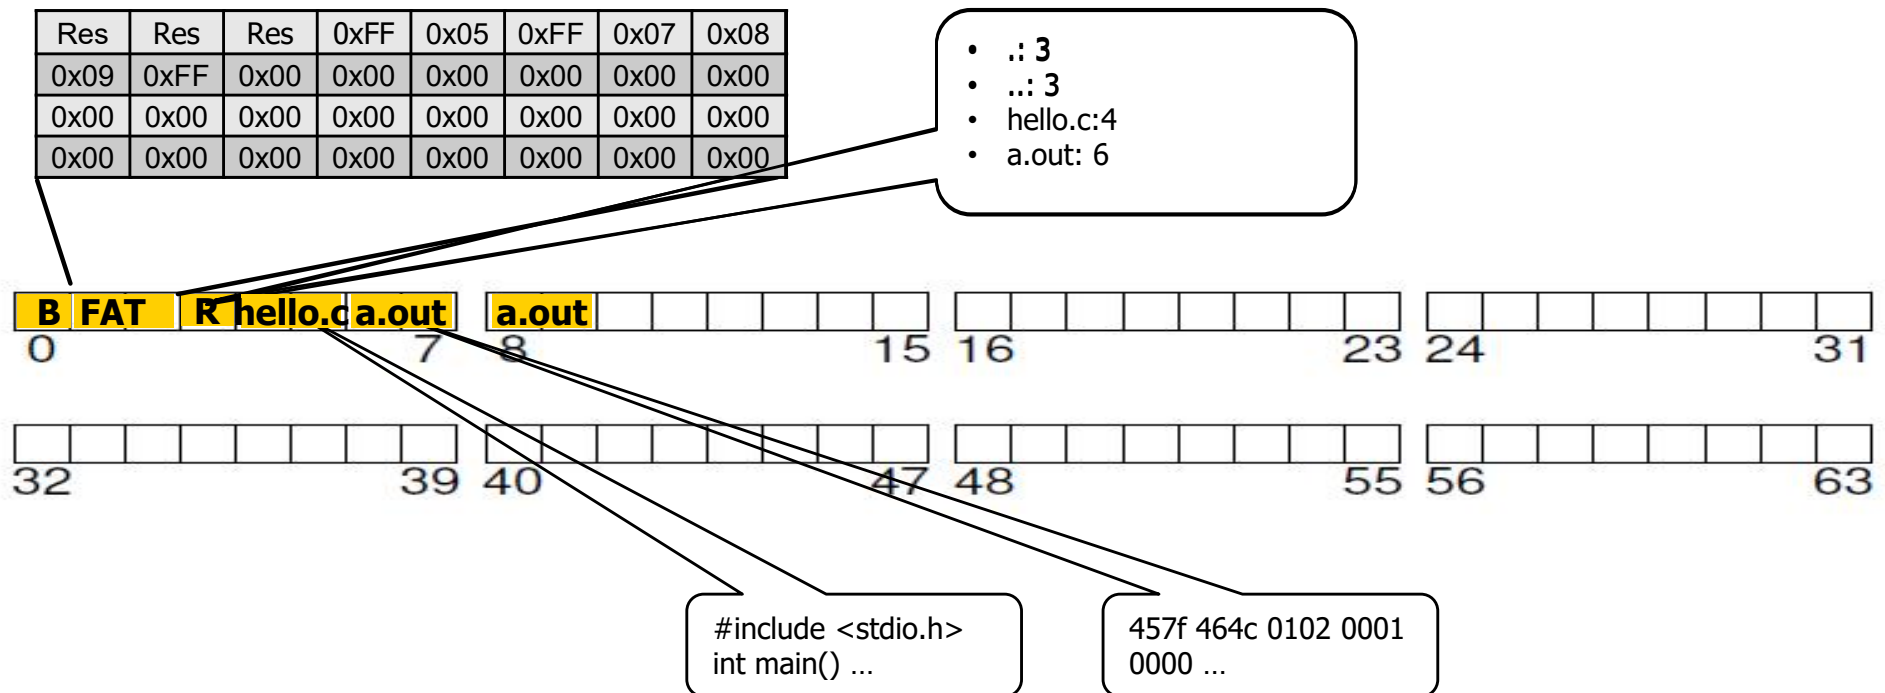 Res Res Res 0xFF 0x05 0xFF 0x07 0x08
0x09 0xFF 0x00 0x00 0x00 0x00 0x00 0x00
0x00 0x00 0x00 0x00 0x00 0x00 0x00 0x00
0x00 0x00 0x00 0x00 0x00 0x00 0x00 0x00
• .: 3
• ..: 3
• hello.c:4
• a.out: 6
B FAT R hello.c a.out a.out
0 7 8 15 16 23 24 31
32 39 40 47 48 55 56 63
#include <stdio.h>
int main() …
457f 464c 0102 0001
0000 …